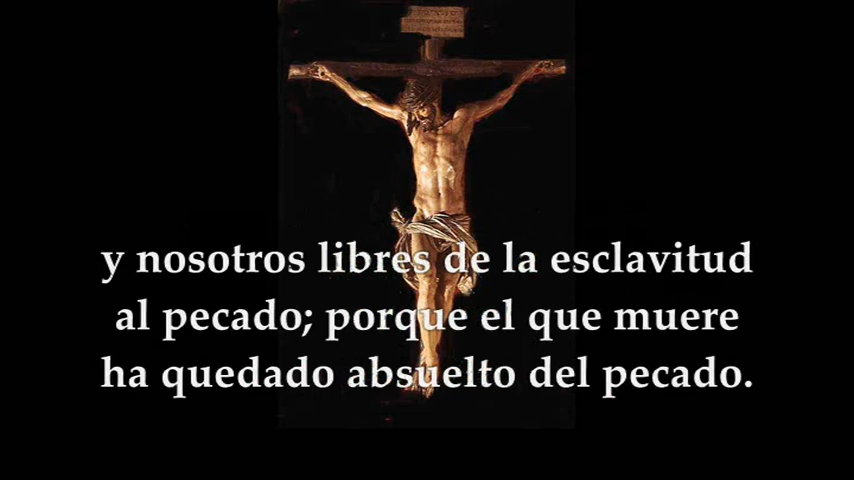 y nosotros libres de la esclavitud
al pecado; porque el que muere
ha quedado absuelto del pecado.